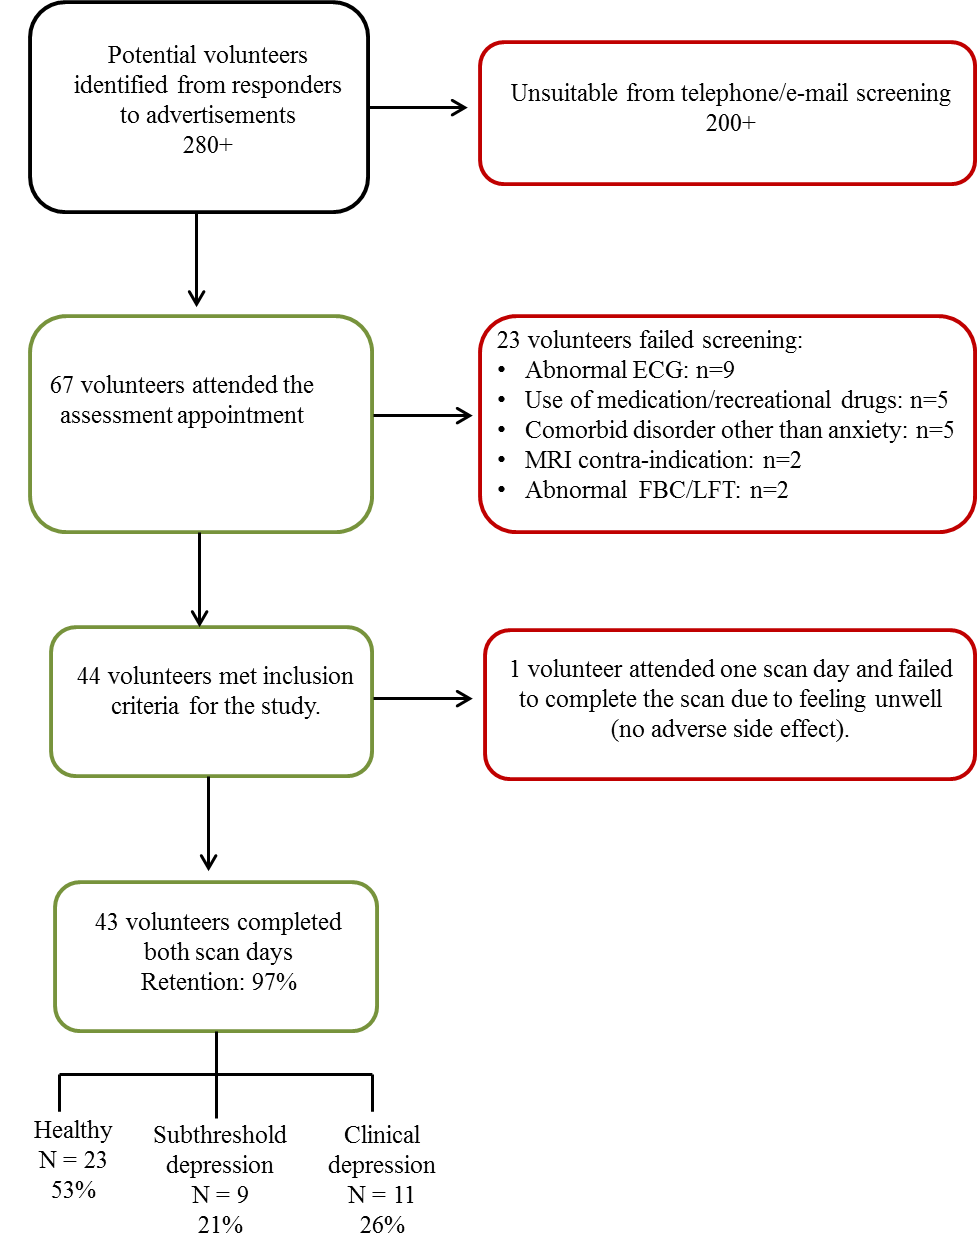 Potential volunteers
identified from responders
to advertisements
280+
Unsuitable from telephone/e-mail screening
200+
67 volunteers attended the
assessment appointment
23 volunteers failed screening:
• Abnormal ECG: n=9
• Use of medication/recreational drugs: n=5
• Comorbid disorder other than anxiety: n=5
• MRI contra-indication: n=2
• Abnormal FBC/LFT: n=2
44 volunteers met inclusion
criteria for the study.
1 volunteer attended one scan day and failed
to complete the scan due to feeling unwell
(no adverse side effect).
43 volunteers completed
both scan days
Retention: 97%
Healthy
N = 23
53%
Subthreshold
depression
N = 9
21%
Clinical
depression
N = 11
26%